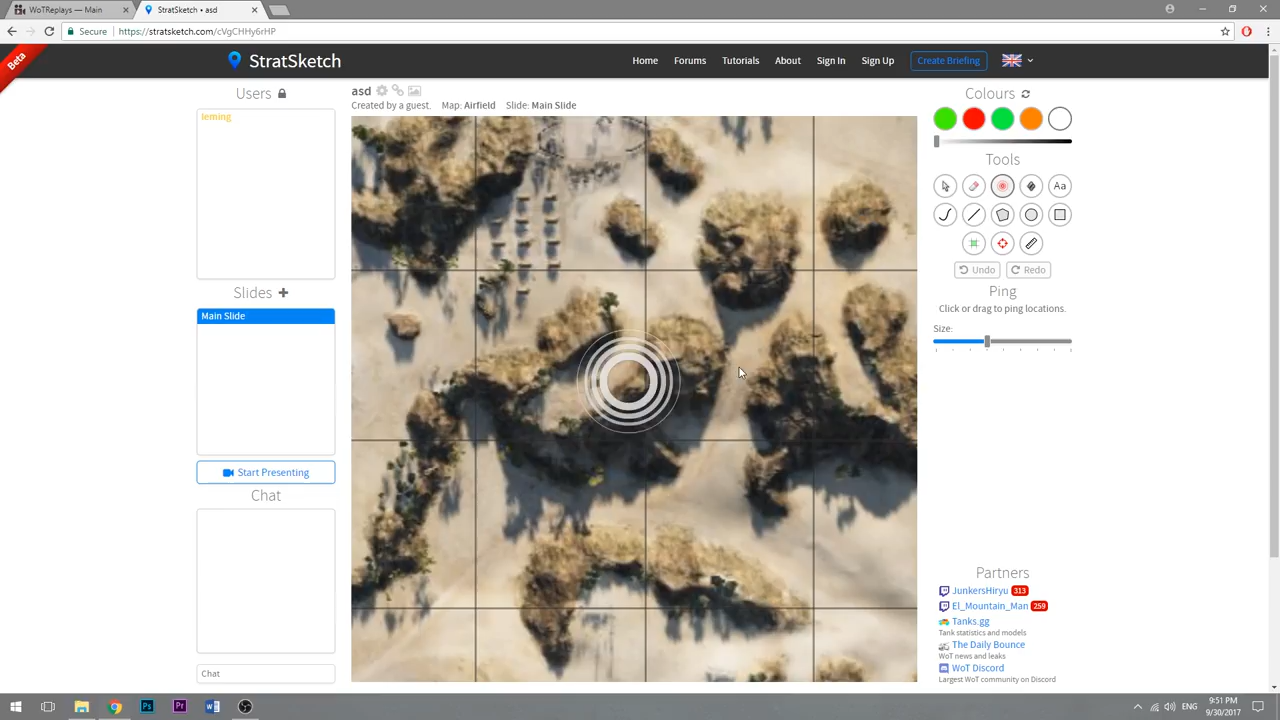 WoTReplays — Main
StratSketch • asd
Secure
https://stratsketch.com/cVgCHHy6rHP
Beta
StratSketch
Home
Forums
Tutorials
About
Sign In
Sign Up
Create Briefing
Users
leming
Slides
Main Slide
Start Presenting
Chat
Chat
asd
Created by a guest. Map: Airfield Slide: Main Slide
Colours
Tools
Aa
Undo
Redo
Ping
Click or drag to ping locations.
Size:
Partners
JunkersHiryu 313
El_Mountain_Man 259
Tanks.gg
Tank statistics and models
The Daily Bounce
WoT news and leaks
WoT Discord
Largest WoT community on Discord
Ps
Pr
ENG
9:51 PM
9/30/2017